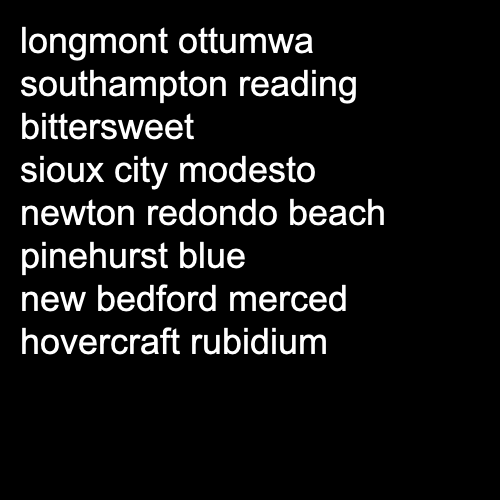 longmont ottumwa
southampton reading
bittersweet
sioux city modesto
newton redondo beach
pinehurst blue
new bedford merced
hovercraft rubidium